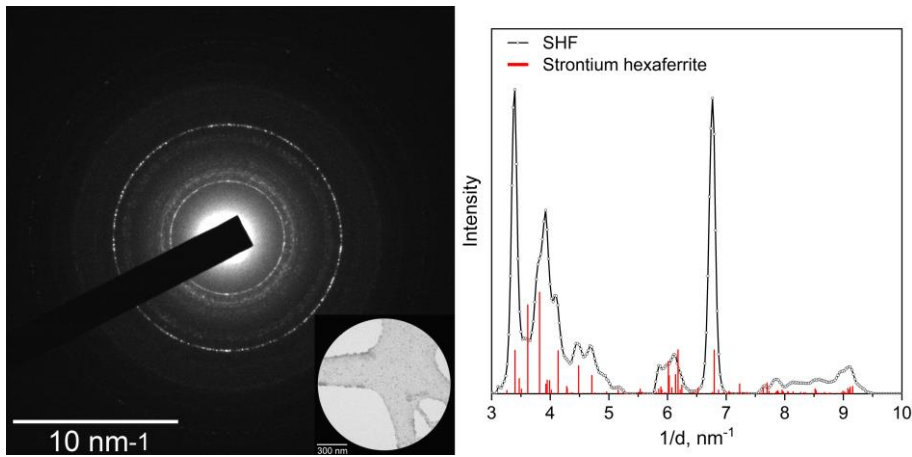 10 nm-1
300 nm
SHF
Strontium hexaferrite
Intensity
3 4 5 6 7 8 9 10
1/d, nm⁻¹